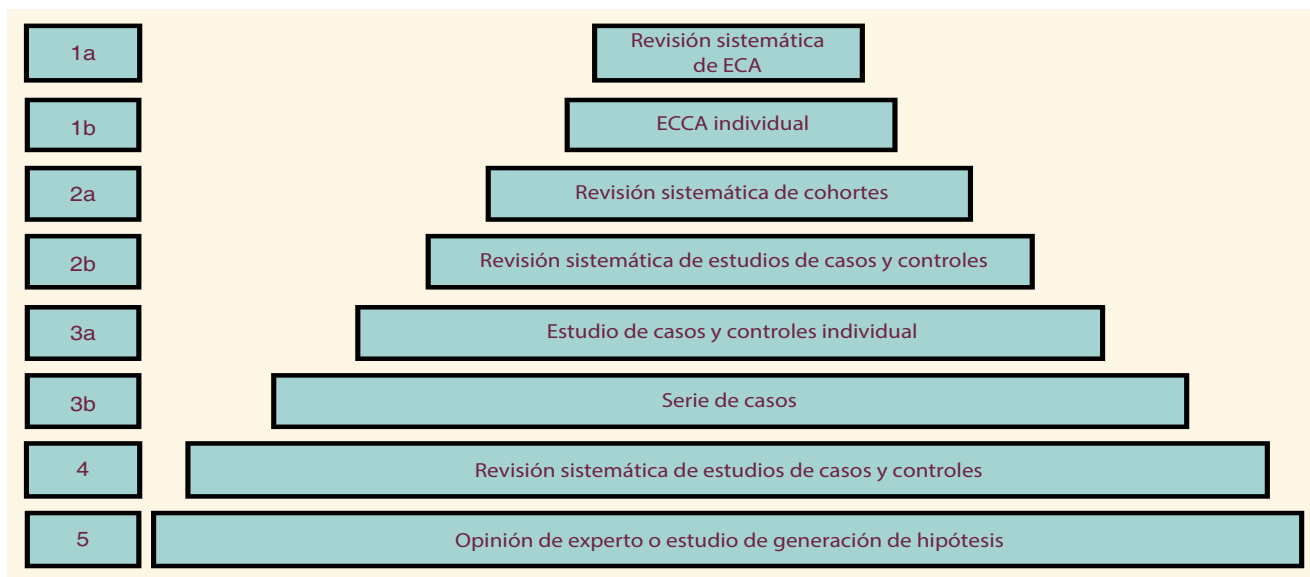 1a
Revisión sistemática
de ECA
1b
ECCA individual
2a
Revisión sistemática de cohortes
2b
Revisión sistemática de estudios de casos y controles
3a
Estudio de casos y controles individual
3b
Serie de casos
4
Revisión sistemática de estudios de casos y controles
5
Opinión de experto o estudio de generación de hipótesis